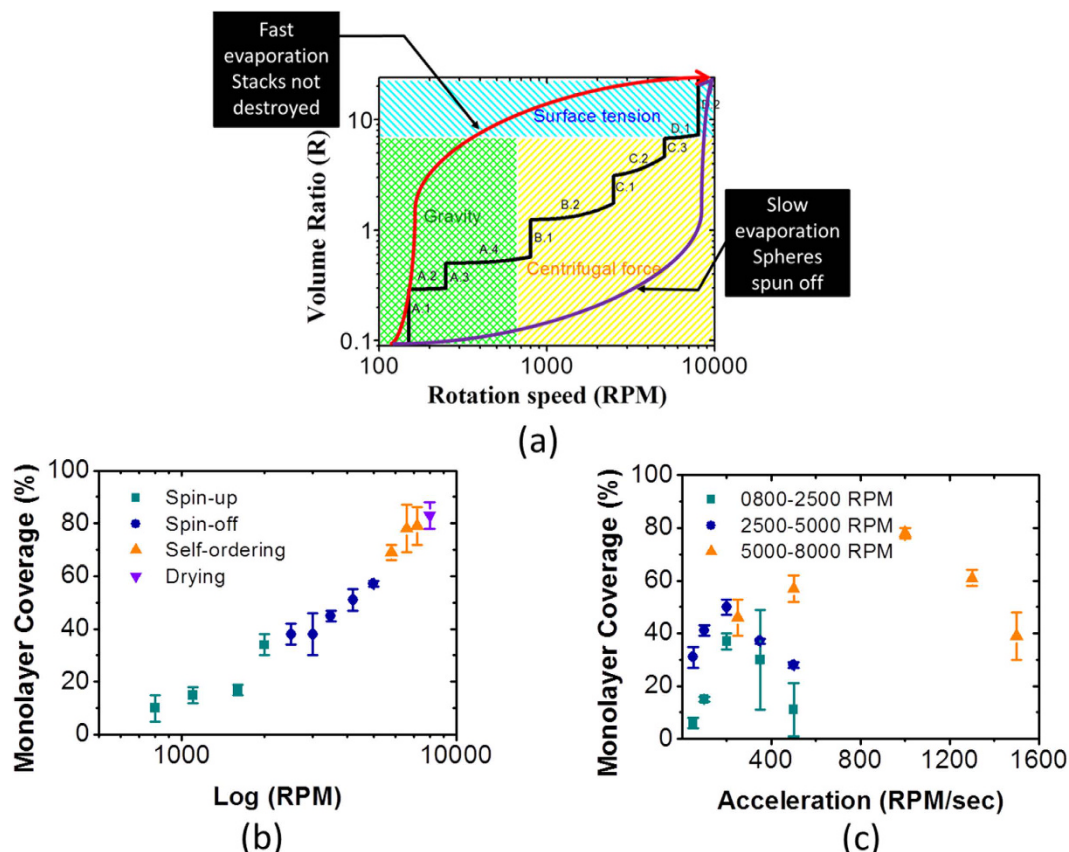 Fast
evaporation
Stacks not
destroyed
Volume Ratio (R)
10
1
0.1
Surface tension
D.2
D.1
C.3
C.2
C.1
B.2
B.1
Gravity
A.4
A.2
A.3
A.1
Centrifugal force
Slow
evaporation
Spheres
spun off
100
1000
10000
Rotation speed (RPM)
(a)
Monolayer Coverage (%)
100
80
60
40
20
0
Spin-up
Spin-off
Self-ordering
Drying
1000
10000
Log (RPM)
(b)
Monolayer Coverage (%)
100
80
60
40
20
0
0800-2500 RPM
2500-5000 RPM
5000-8000 RPM
400
800
1200
1600
Acceleration (RPM/sec)
(c)